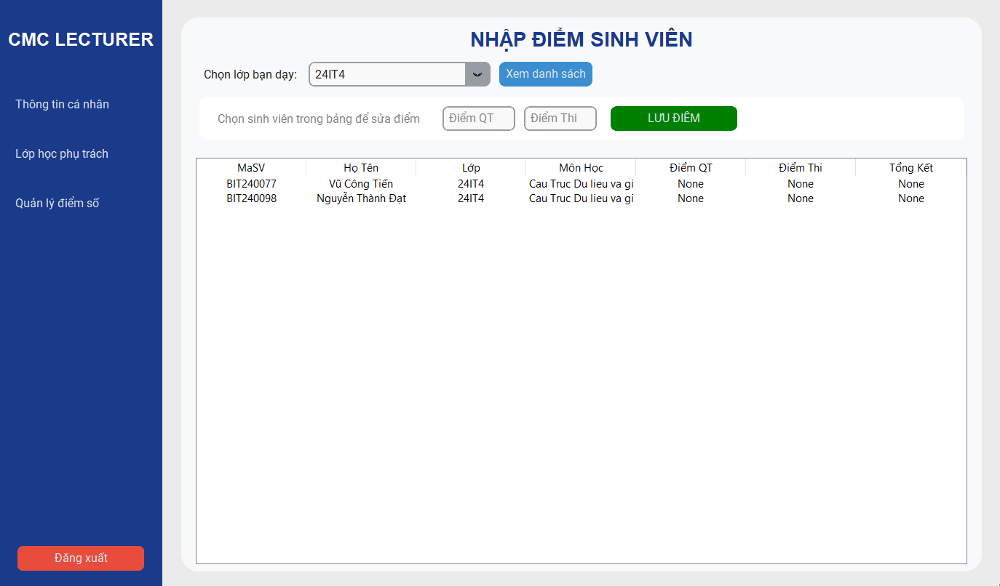 CMC LECTURER
Thông tin cá nhân
Lớp học phụ trách
Quản lý điểm số
Đăng xuất
NHẬP ĐIỂM SINH VIÊN
Chọn lớp bạn dạy: 24IT4 Xem danh sách
Chọn sinh viên trong bảng để sửa điểm Điểm QT Điểm Thi LƯU ĐIỂM
MaSV Họ Tên Lớp Môn Học Điểm QT Điểm Thi Tổng Kết
BIT240077 Vũ Công Tiến 24IT4 Cau Truc Du lieu va gi None None None
BIT240098 Nguyễn Thành Đạt 24IT4 Cau Truc Du lieu va gi None None None